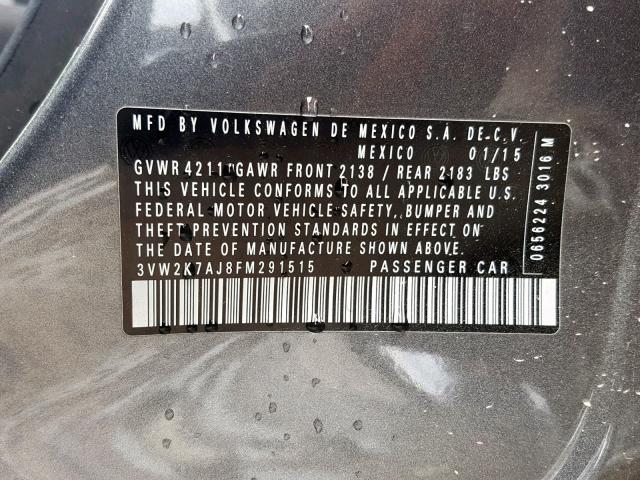 MFD BY VOLKSWAGEN DE MEXICO S.A. DE C.V.
MEXICO 01/15
GVWR 4211 GAWR FRONT 2138 / REAR 2183 LBS
THIS VEHICLE CONFORMS TO ALL APPLICABLE U.S.
FEDERAL MOTOR VEHICLE SAFETY, BUMPER AND
THEFT PREVENTION STANDARDS IN EFFECT ON
THE DATE OF MANUFACTURE SHOWN ABOVE.
3VW2K7AJ8FM291515 PASSENGER CAR
0656224 3016 M